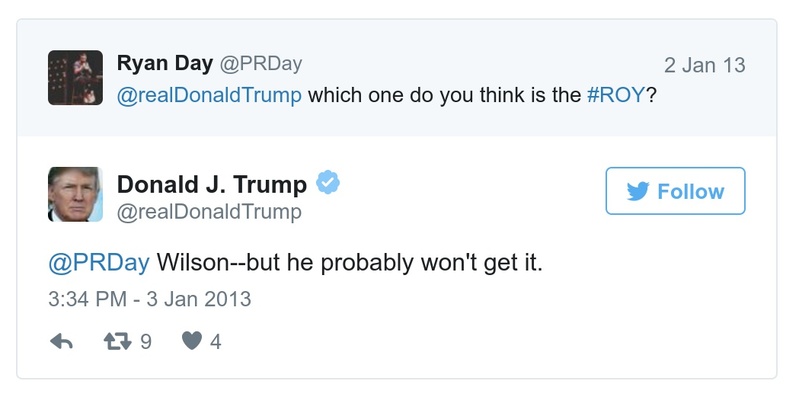 Ryan Day @PRDay 2 Jan 13
@realDonaldTrump which one do you think is the #ROY?
Donald J. Trump
@realDonaldTrump
Follow
@PRDay Wilson--but he probably won't get it.
3:34 PM - 3 Jan 2013
9 4